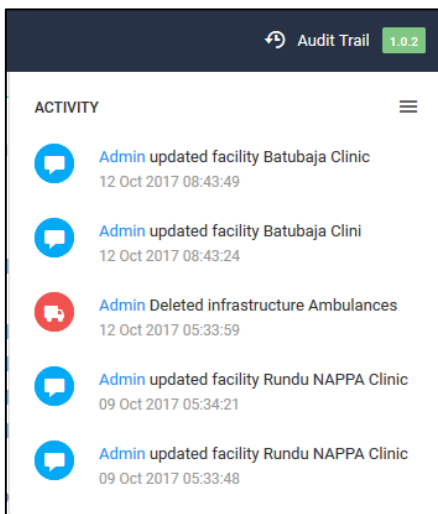 Audit Trail 1.0.2
ACTIVITY
Admin updated facility Batubaja Clinic
12 Oct 2017 08:43:49
Admin updated facility Batubaja Clini
12 Oct 2017 08:43:24
Admin Deleted infrastructure Ambulances
12 Oct 2017 05:33:59
Admin updated facility Rundu NAPPA Clinic
09 Oct 2017 05:34:21
Admin updated facility Rundu NAPPA Clinic
09 Oct 2017 05:33:48